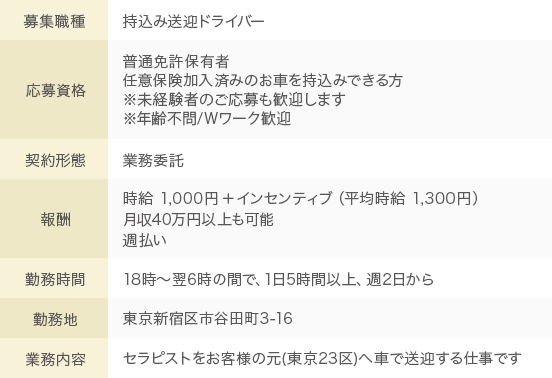 募集職種
持込み送迎ドライバー
応募資格
普通免許保有者
任意保険加入済みのお車を持込みできる方
※未経験者のご応募も歓迎します
※年齢不問/Wワーク歓迎
契約形態
業務委託
報酬
時給 1,000円＋インセンティブ（平均時給 1,300円）
月収40万円以上も可能
週払い
勤務時間
18時〜翌6時の間で、1日5時間以上、週2日から
勤務地
東京新宿区市谷田町3-16
業務内容
セラピストをお客様の元(東京23区)へ車で送迎する仕事です